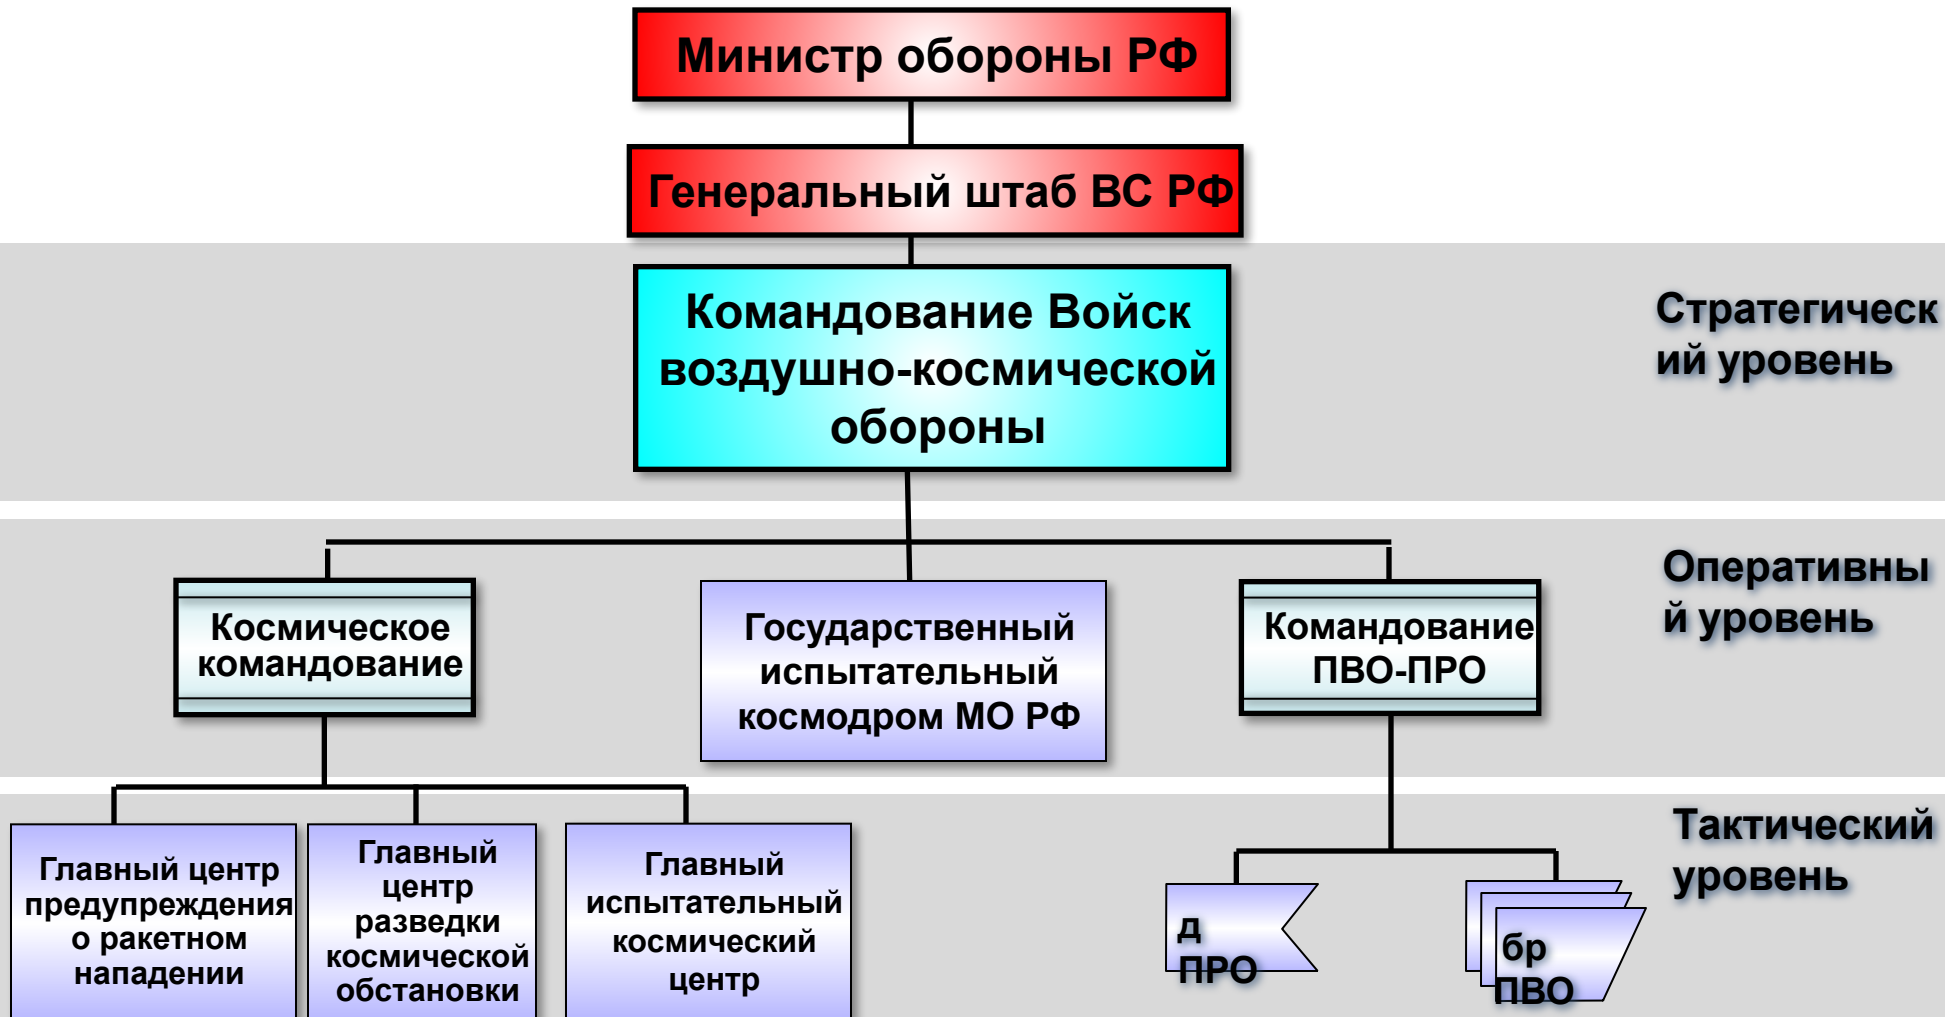 Министр обороны РФ
Генеральный штаб ВС РФ
Командование Войск
воздушно-космической
обороны
Стратегическ
ий уровень
Оперативны
й уровень
Космическое
командование
Государственный
испытательный
космодром МО РФ
Командование
ПВО-ПРО
Тактический
уровень
Главный центр
предупреждения
о ракетном
нападении
Главный
центр
разведки
космической
обстановки
Главный
испытательный
космический
центр
д
ПРО
бр
ПВО